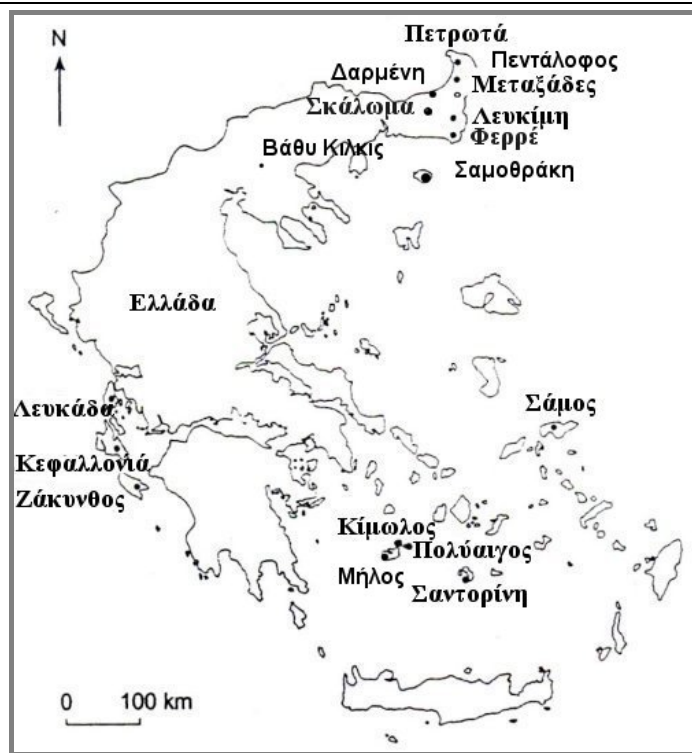 N
Πετρωτά
Πεντάλοφος
Δαρμένη
Μεταξάδες
Σκάλωμα
Λευκίμη
Φερρέ
Βάθυ Κιλκίς
Σαμοθράκη
Ελλάδα
Λευκάδα
Σάμος
Κεφαλλονιά
Ζάκυνθος
Κίμωλος
Πολύαιγος
Μήλος
Σαντορίνη
0 100 km